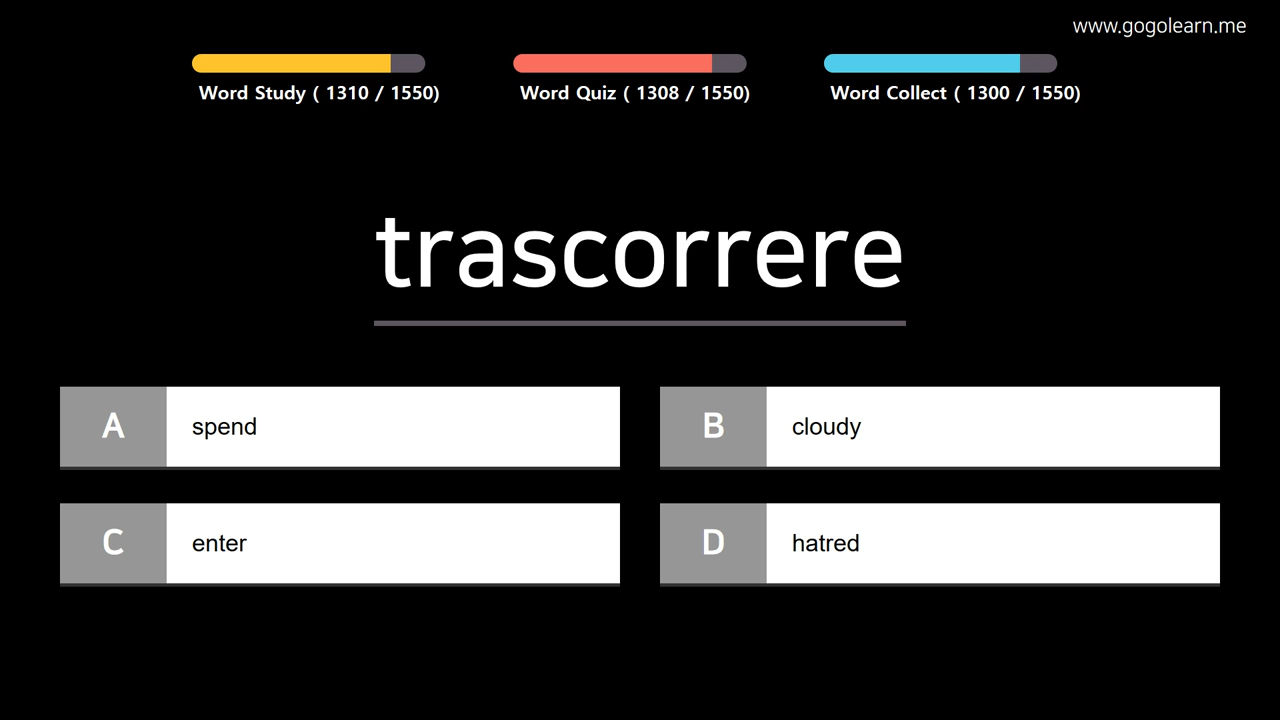 www.gogolearn.me
Word Study ( 1310 / 1550)
Word Quiz ( 1308 / 1550)
Word Collect ( 1300 / 1550)
trascorrere
A spend
B cloudy
C enter
D hatred